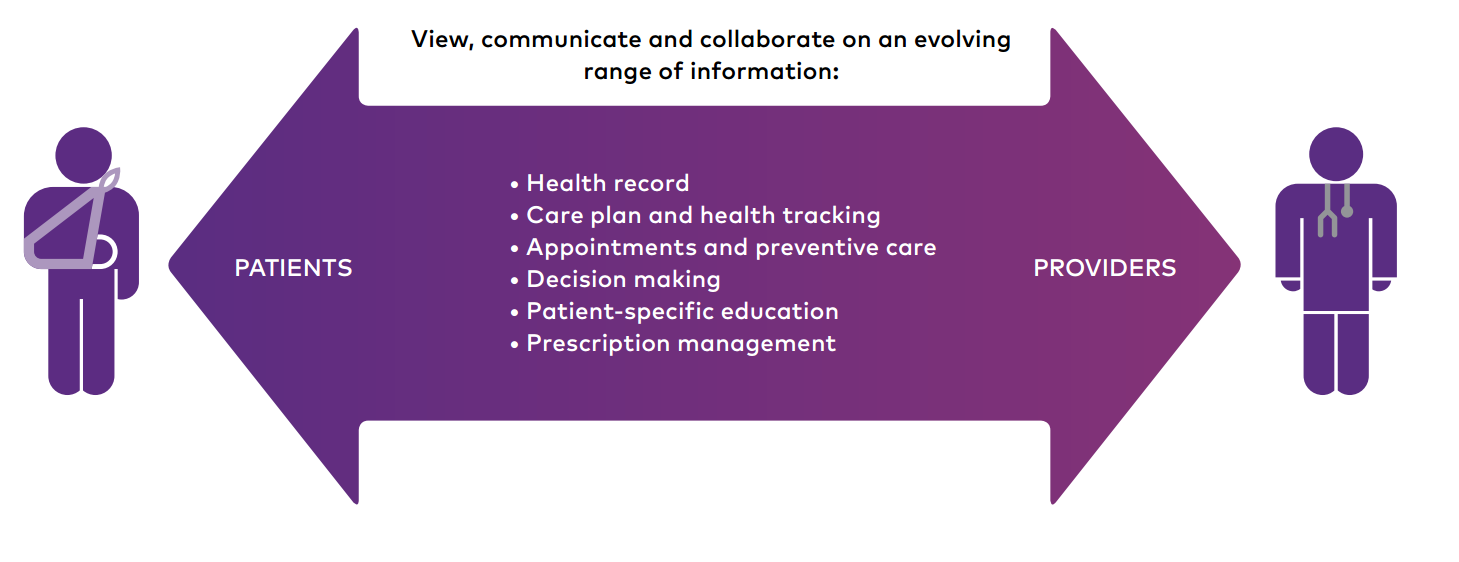 View, communicate and collaborate on an evolving
range of information:
• Health record
• Care plan and health tracking
• Appointments and preventive care
• Decision making
• Patient-specific education
• Prescription management
PATIENTS
PROVIDERS